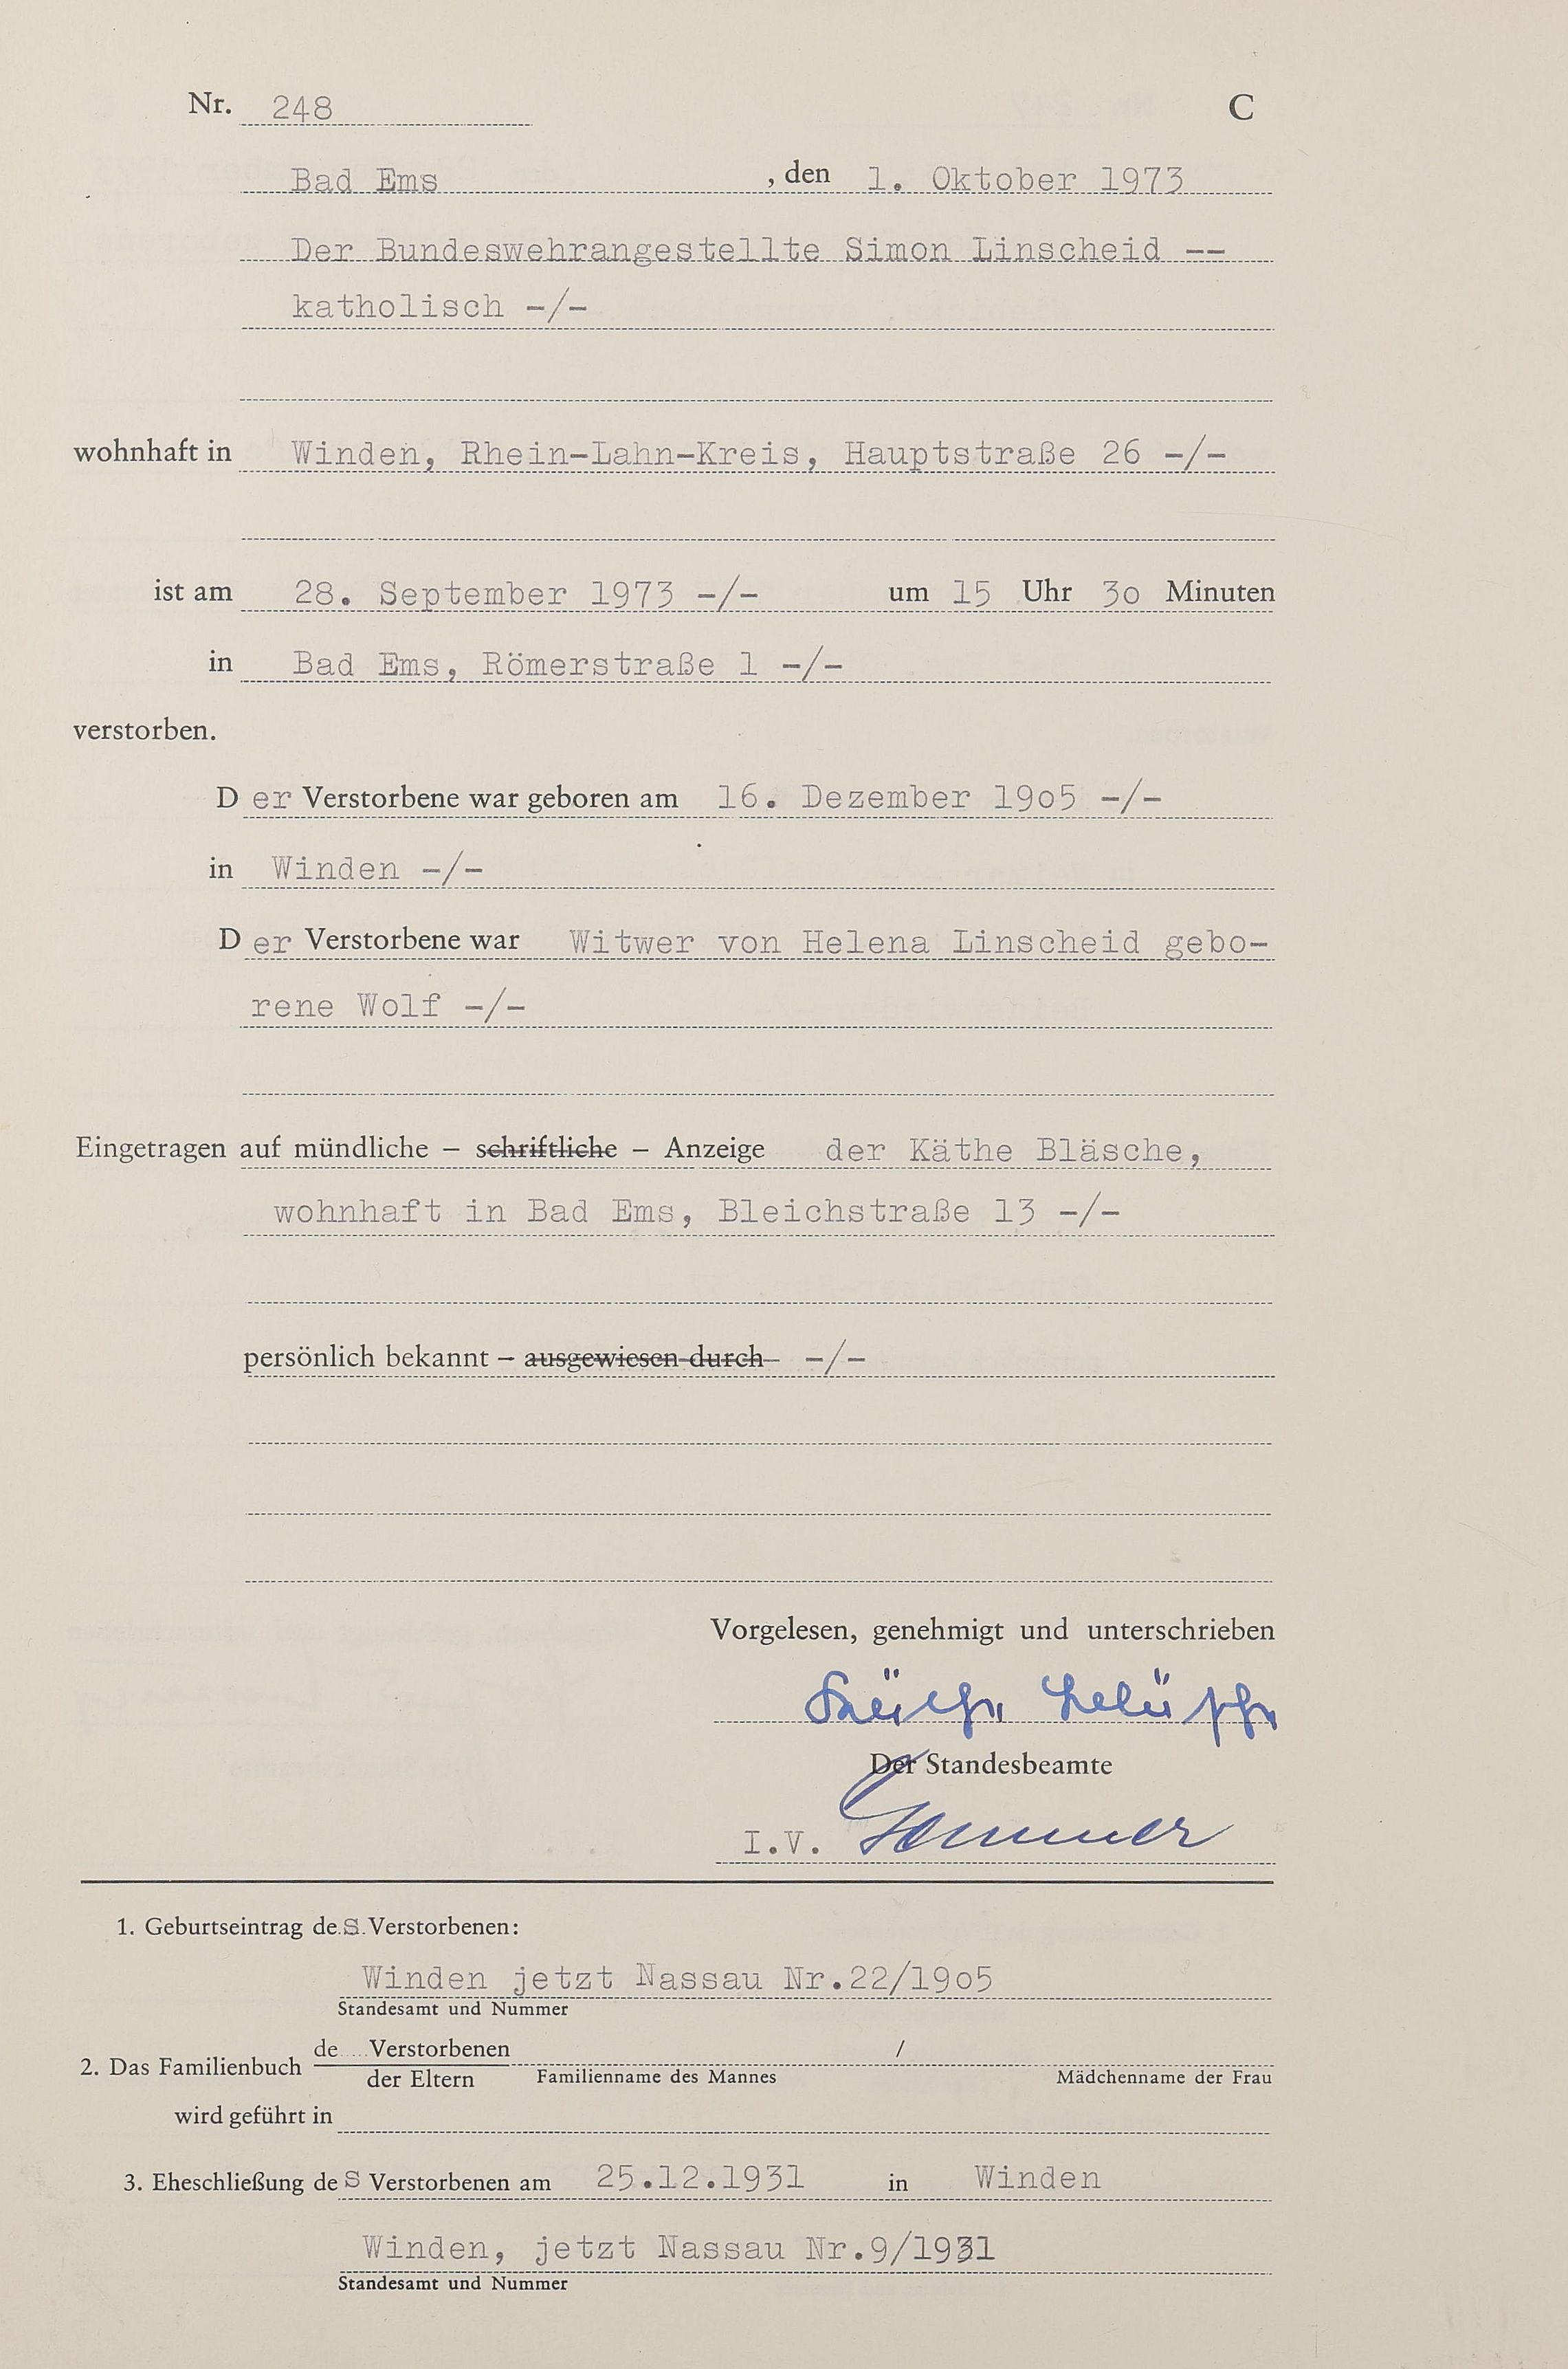 Nr. 248 C
Bad Ems , den 1. Oktober 1973
Der Bundeswehrangestellte Simon Linscheid --
katholisch -/-
wohnhaft in Winden, Rhein-Lahn-Kreis, Hauptstraße 26 -/-
ist am 28. September 1973 -/- um 15 Uhr 30 Minuten
in Bad Ems, Römerstraße 1 -/-
verstorben.
D er Verstorbene war geboren am 16. Dezember 1905 -/-
in Winden -/-
D er Verstorbene war Witwer von Helena Linscheid gebo-
rene Wolf -/-
Eingetragen auf mündliche – schriftliche – Anzeige der Käthe Bläsche,
wohnhaft in Bad Ems, Bleichstraße 13 -/-
persönlich bekannt – ausgewiesen durch -/-
Vorgelesen, genehmigt und unterschrieben
Käthe Bläsche
Der Standesbeamte
I.V. Sommer
1. Geburtseintrag des Verstorbenen:
Winden jetzt Nassau Nr.22/1905
Standesamt und Nummer
de.... Verstorbenen /
2. Das Familienbuch
der Eltern Familienname des Mannes Mädchenname der Frau
wird geführt in
3. Eheschließung des Verstorbenen am 25.12.1931 in Winden
Winden, jetzt Nassau Nr.9/1931
Standesamt und Nummer